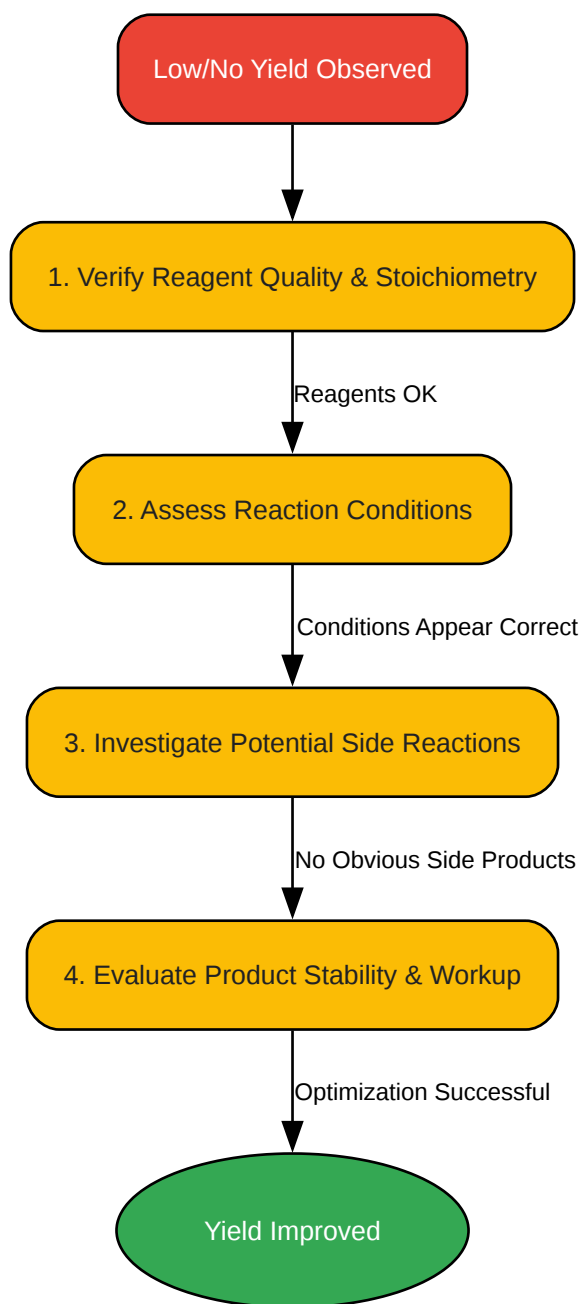 Low/No Yield Observed
1. Verify Reagent Quality & Stoichiometry
Reagents OK
2. Assess Reaction Conditions
Conditions Appear Correct
3. Investigate Potential Side Reactions
No Obvious Side Products
4. Evaluate Product Stability & Workup
Optimization Successful
Yield Improved